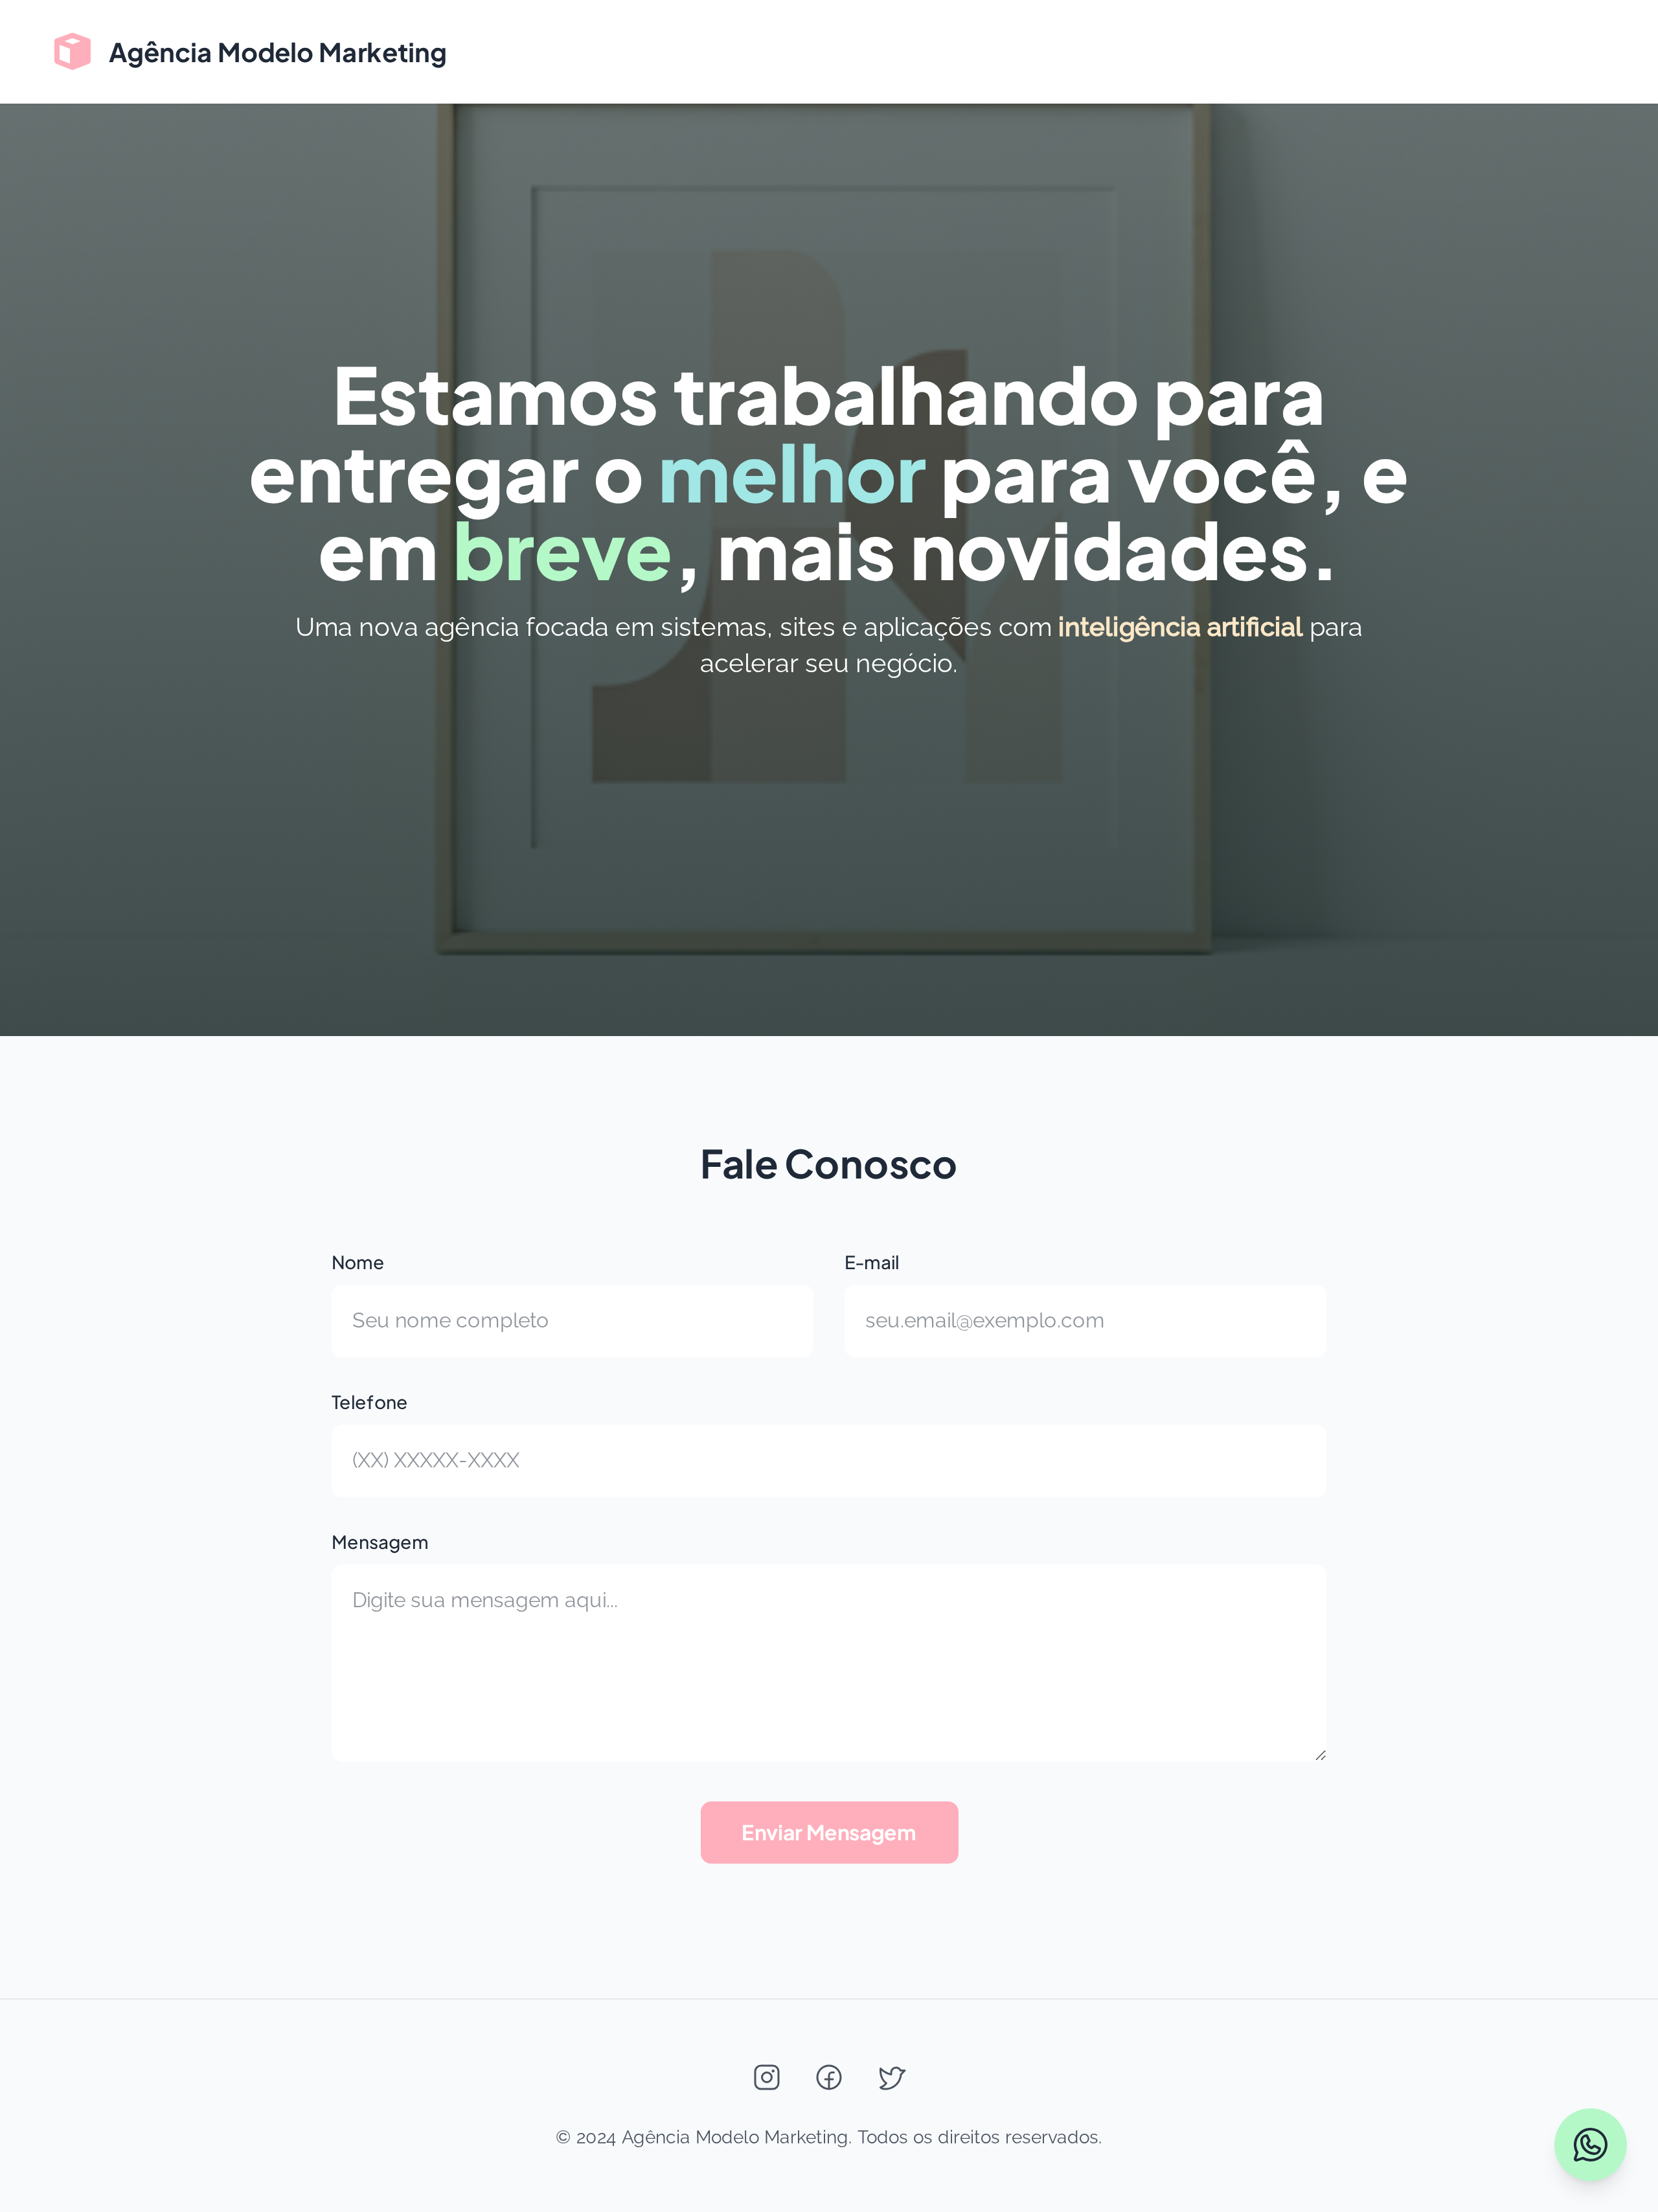 Agência Modelo Marketing
Estamos trabalhando para
entregar o melhor para você, e
em breve, mais novidades.
Uma nova agência focada em sistemas, sites e aplicações com inteligência artificial para
acelerar seu negócio.
Fale Conosco
Nome
E-mail
Seu nome completo
seu.email@exemplo.com
Telefone
(XX) XXXXX-XXXX
Mensagem
Digite sua mensagem aqui...
Enviar Mensagem
© 2024 Agência Modelo Marketing. Todos os direitos reservados.